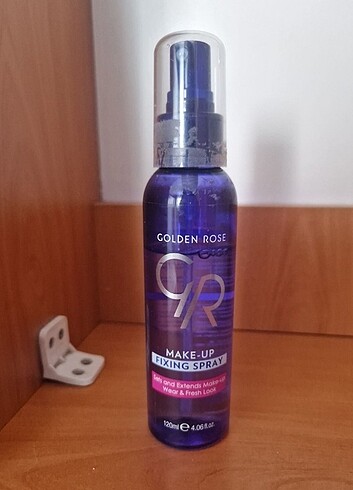 GOLDEN ROSE
GR
MAKE-UP
FIXING SPRAY
Sets and Extends Make-up
Wear & Fresh Look
120ml ℮ 4.06 fl.oz.